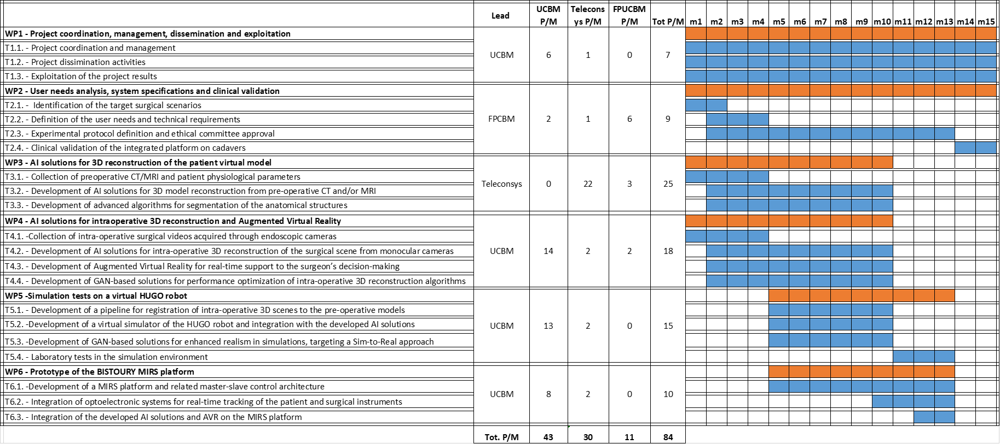 Lead UCBM P/M Telecons ys P/M FPUCBM P/M Tot P/M m1 m2 m3 m4 m5 m6 m7 m8 m9 m10 m11 m12 m13 m14 m15
WP1 - Project coordination, management, dissemination and exploitation
T1.1. - Project coordination and management
T1.2. - Project dissimination activities
T1.3. - Exploitation of the project results
UCBM 6 1 0 7
WP2 - User needs analysis, system specifications and clinical validation
T2.1. - Identification of the target surgical scenarios
T2.2. - Definition of the user needs and technical requirements
T2.3. - Experimental protocol definition and ethical committee approval
T2.4. - Clinical validation of the integrated platform on cadavers
FPCBM 2 1 6 9
WP3 - AI solutions for 3D reconstruction of the patient virtual model
T3.1. - Collection of preoperative CT/MRI and patient physiological parameters
T3.2. - Development of AI solutions for 3D model reconstruction from pre-operative CT and/or MRI
T3.3. - Development of advanced algorithms for segmentation of the anatomical structures
Teleconsys 0 22 3 25
WP4 - AI solutions for intraoperative 3D reconstruction and Augmented Virtual Reality
T4.1. -Collection of intra-operative surgical videos acquired through endoscopic cameras
T4.2. - Development of AI solutions for intra-operative 3D reconstruction of the surgical scene from monocular cameras
T4.3. - Development of Augmented Virtual Reality for real-time support to the surgeon’s decision-making
T4.4. - Development of GAN-based solutions for performance optimization of intra-operative 3D reconstruction algorithms
UCBM 14 2 2 18
WP5 -Simulation tests on a virtual HUGO robot
T5.1. - Development of a pipeline for registration of intra-operative 3D scenes to the pre-operative models
T5.2. -Development of a virtual simulator of the HUGO robot and integration with the developed AI solutions
T5.3. -Development of GAN-based solutions for enhanced realism in simulations, targeting a Sim-to-Real approach
T5.4. - Laboratory tests in the simulation environment
UCBM 13 2 0 15
WP6 - Prototype of the BISTOURY MIRS platform
T6.1. -Development of a MIRS platform and related master-slave control architecture
T6.2. - Integration of optoelectronic systems for real-time tracking of the patient and surgical instruments
T6.3. - Integration of the developed AI solutions and AVR on the MIRS platform
UCBM 8 2 0 10
Tot. P/M 43 30 11 84